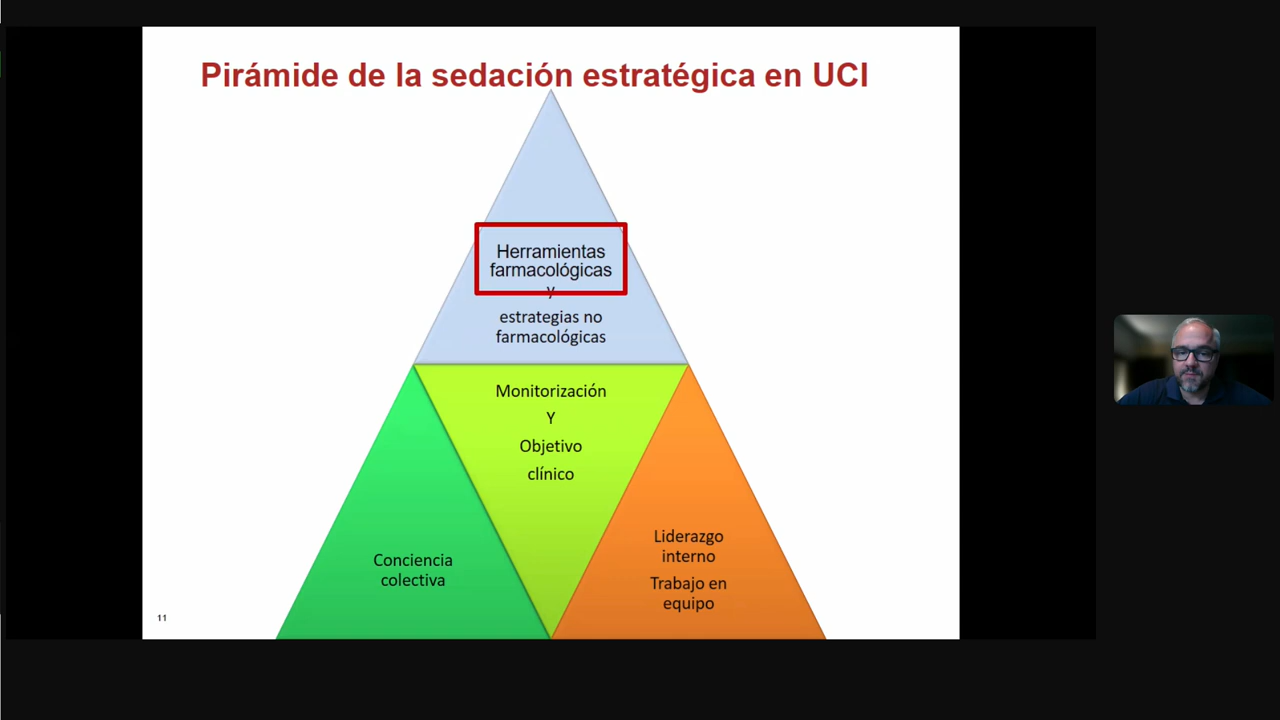 Pirámide de la sedación estratégica en UCI
Herramientas
farmacológicas
y
estrategias no
farmacológicas
Monitorización
Y
Objetivo
clínico
Conciencia
colectiva
Liderazgo
interno
Trabajo en
equipo
11